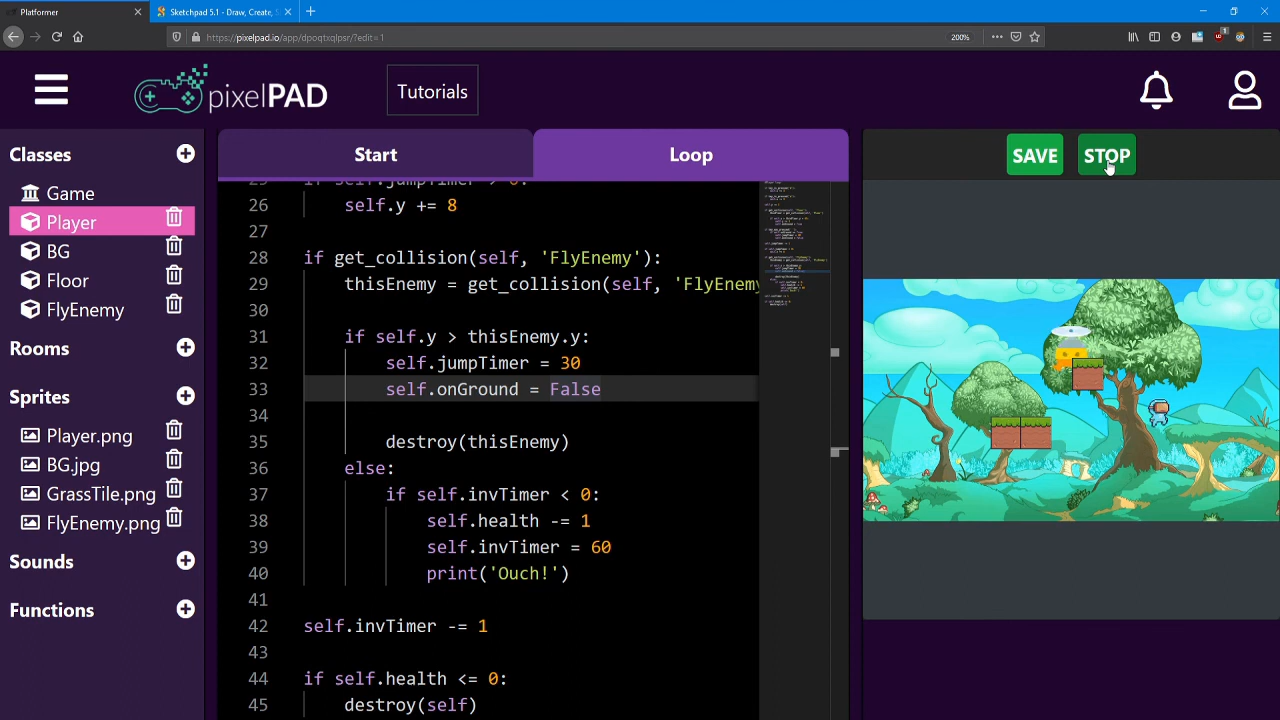 Platformer
Sketchpad 5.1 - Draw, Create,
https://pixelpad.io/app/dpoqtxqlpsr/?edit=1
200%
pixelPAD
Tutorials
Classes
Game
Player
BG
Floor
FlyEnemy
Rooms
Sprites
Player.png
BG.jpg
GrassTile.png
FlyEnemy.png
Sounds
Functions
Start
Loop
SAVE
STOP
26 self.y += 8
27
28 if get_collision(self, 'FlyEnemy'):
29 thisEnemy = get_collision(self, 'FlyEnemy
30
31 if self.y > thisEnemy.y:
32 self.jumpTimer = 30
33 self.onGround = False
34
35 destroy(thisEnemy)
36 else:
37 if self.invTimer < 0:
38 self.health -= 1
39 self.invTimer = 60
40 print('Ouch!')
41
42 self.invTimer -= 1
43
44 if self.health <= 0:
45 destroy(self)